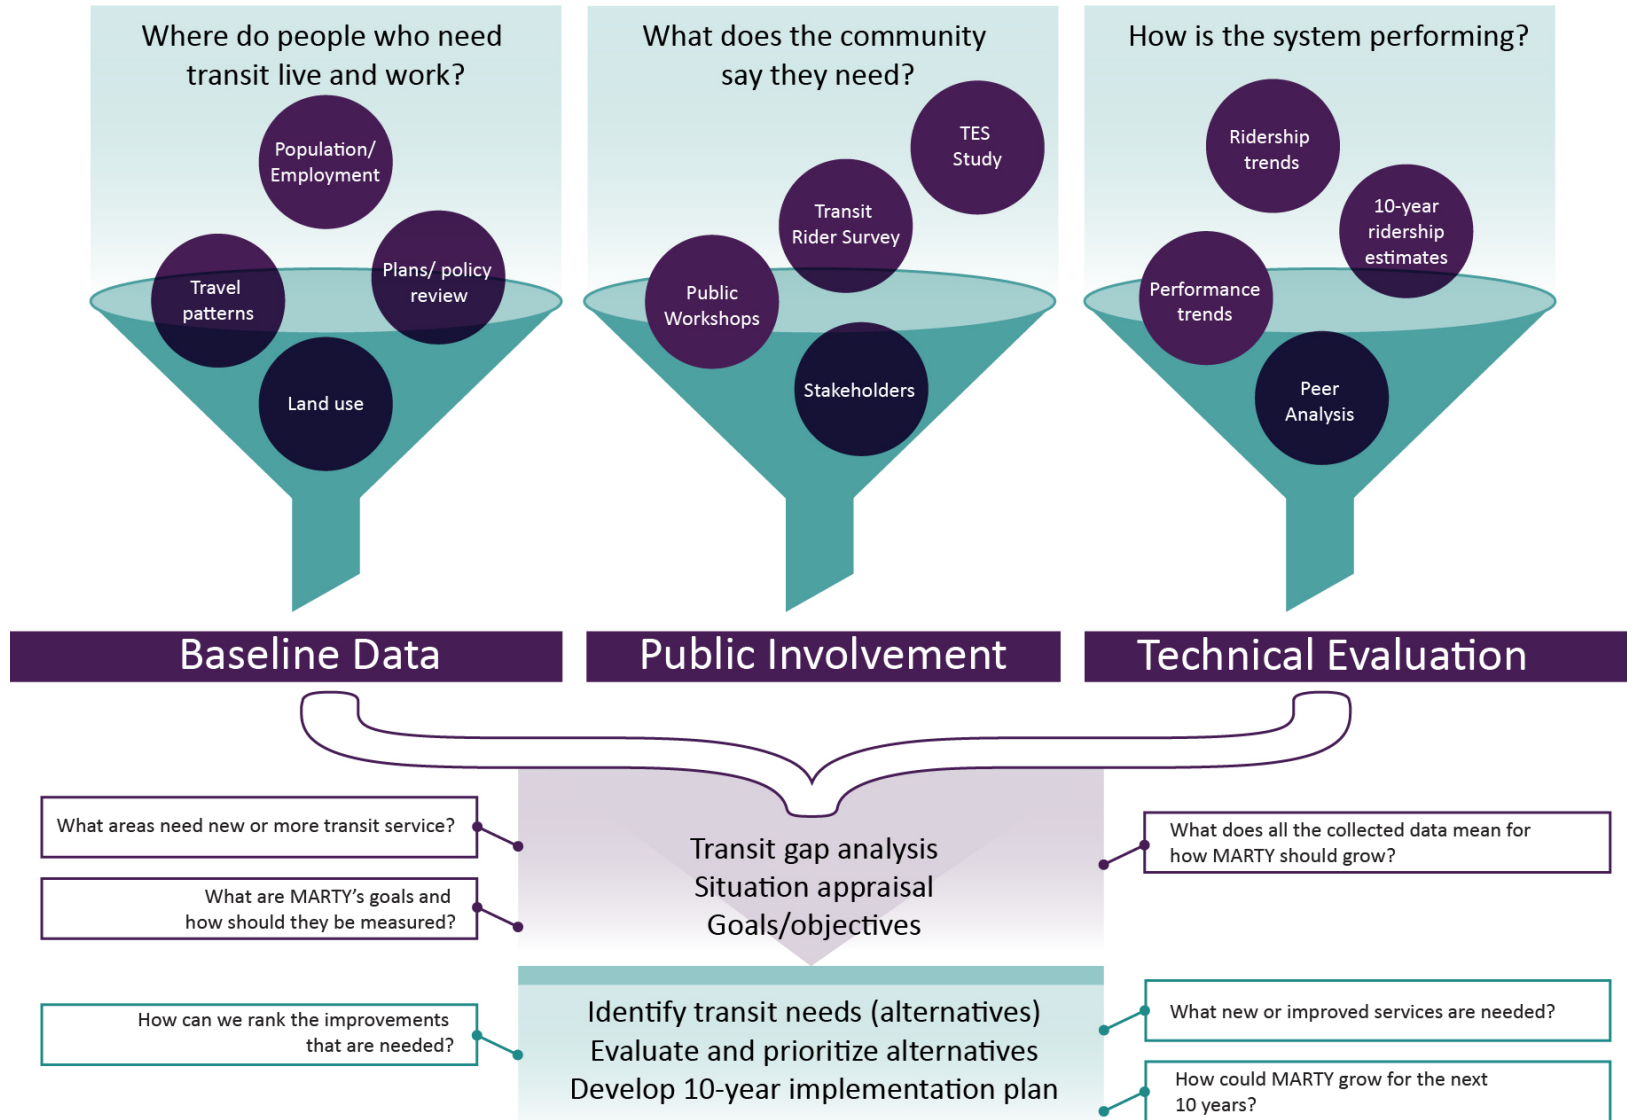 Where do people who need
transit live and work?
Population/
Employment
Plans/ policy
review
Travel
patterns
Land use
What does the community
say they need?
TES
Study
Transit
Rider Survey
Public
Workshops
Stakeholders
How is the system performing?
Ridership
trends
10-year
ridership
estimates
Performance
trends
Peer
Analysis
Baseline Data
Public Involvement
Technical Evaluation
What areas need new or more transit service?
What are MARTY’s goals and
how should they be measured?
Transit gap analysis
Situation appraisal
Goals/objectives
What does all the collected data mean for
how MARTY should grow?
How can we rank the improvements
that are needed?
Identify transit needs (alternatives)
Evaluate and prioritize alternatives
Develop 10-year implementation plan
What new or improved services are needed?
How could MARTY grow for the next
10 years?